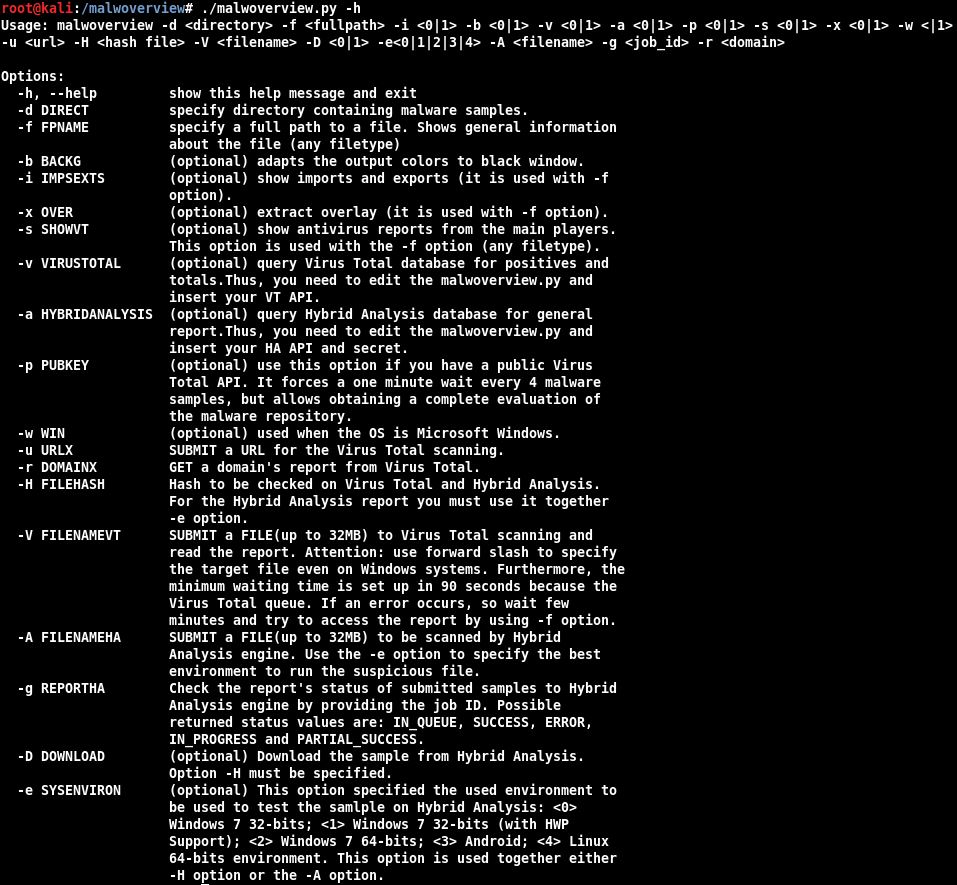 root@kali:/malwoverview# ./malwoverview.py -h
Usage: malwoverview -d <directory> -f <fullpath> -i <0|1> -b <0|1> -v <0|1> -a <0|1> -p <0|1> -s <0|1> -x <0|1> -w <|1>
-u <url> -H <hash file> -V <filename> -D <0|1> -e<0|1|2|3|4> -A <filename> -g <job_id> -r <domain>
Options:
-h, --help show this help message and exit
-d DIRECT specify directory containing malware samples.
-f FPNAME specify a full path to a file. Shows general information
about the file (any filetype)
-b BACKG (optional) adapts the output colors to black window.
-i IMPSEXTS (optional) show imports and exports (it is used with -f
option).
-x OVER (optional) extract overlay (it is used with -f option).
-s SHOWVT (optional) show antivirus reports from the main players.
This option is used with the -f option (any filetype).
-v VIRUSTOTAL (optional) query Virus Total database for positives and
totals.Thus, you need to edit the malwoverview.py and
insert your VT API.
-a HYBRIDANALYSIS (optional) query Hybrid Analysis database for general
report.Thus, you need to edit the malwoverview.py and
insert your HA API and secret.
-p PUBKEY (optional) use this option if you have a public Virus
Total API. It forces a one minute wait every 4 malware
samples, but allows obtaining a complete evaluation of
the malware repository.
-w WIN (optional) used when the OS is Microsoft Windows.
-u URLX SUBMIT a URL for the Virus Total scanning.
-r DOMAINX GET a domain's report from Virus Total.
-H FILEHASH Hash to be checked on Virus Total and Hybrid Analysis.
For the Hybrid Analysis report you must use it together
-e option.
-V FILENAMEVT SUBMIT a FILE(up to 32MB) to Virus Total scanning and
read the report. Attention: use forward slash to specify
the target file even on Windows systems. Furthermore, the
minimum waiting time is set up in 90 seconds because the
Virus Total queue. If an error occurs, so wait few
minutes and try to access the report by using -f option.
-A FILENAMEHA SUBMIT a FILE(up to 32MB) to be scanned by Hybrid
Analysis engine. Use the -e option to specify the best
environment to run the suspicious file.
-g REPORTHA Check the report's status of submitted samples to Hybrid
Analysis engine by providing the job ID. Possible
returned status values are: IN_QUEUE, SUCCESS, ERROR,
IN_PROGRESS and PARTIAL_SUCCESS.
-D DOWNLOAD (optional) Download the sample from Hybrid Analysis.
Option -H must be specified.
-e SYSENVIRON (optional) This option specified the used environment to
be used to test the samlple on Hybrid Analysis: <0>
Windows 7 32-bits; <1> Windows 7 32-bits (with HWP
Support); <2> Windows 7 64-bits; <3> Android; <4> Linux
64-bits environment. This option is used together either
-H option or the -A option.